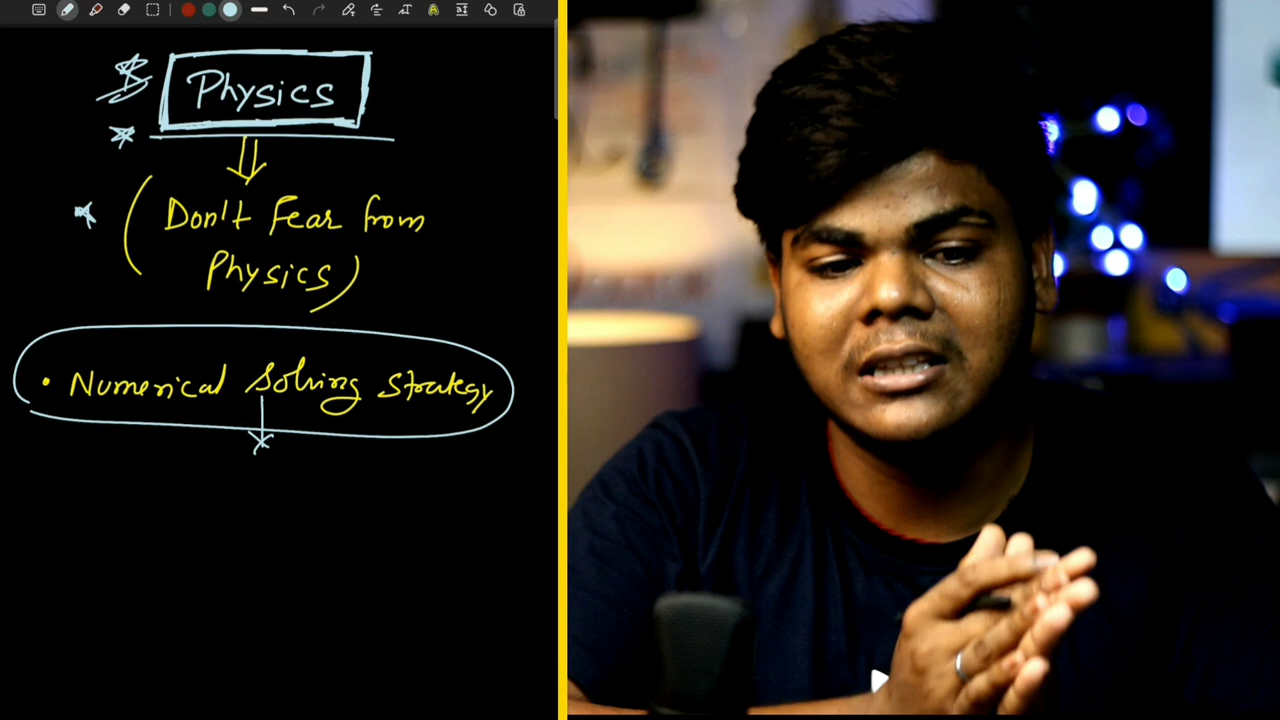 Physics
(Don't Fear from
Physics)
• Numerical Solving Strategy